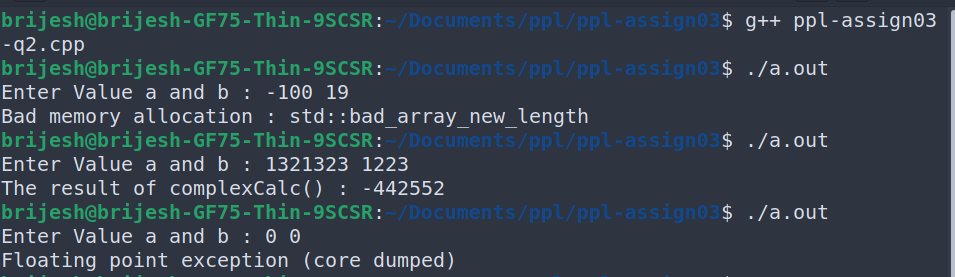 brijesh@brijesh-GF75-Thin-9SCSR:~/Documents/ppl/ppl-assign03$ g++ ppl-assign03
-q2.cpp
brijesh@brijesh-GF75-Thin-9SCSR:~/Documents/ppl/ppl-assign03$ ./a.out
Enter Value a and b : -100 19
Bad memory allocation : std::bad_array_new_length
brijesh@brijesh-GF75-Thin-9SCSR:~/Documents/ppl/ppl-assign03$ ./a.out
Enter Value a and b : 1321323 1223
The result of complexCalc() : -442552
brijesh@brijesh-GF75-Thin-9SCSR:~/Documents/ppl/ppl-assign03$ ./a.out
Enter Value a and b : 0 0
Floating point exception (core dumped)